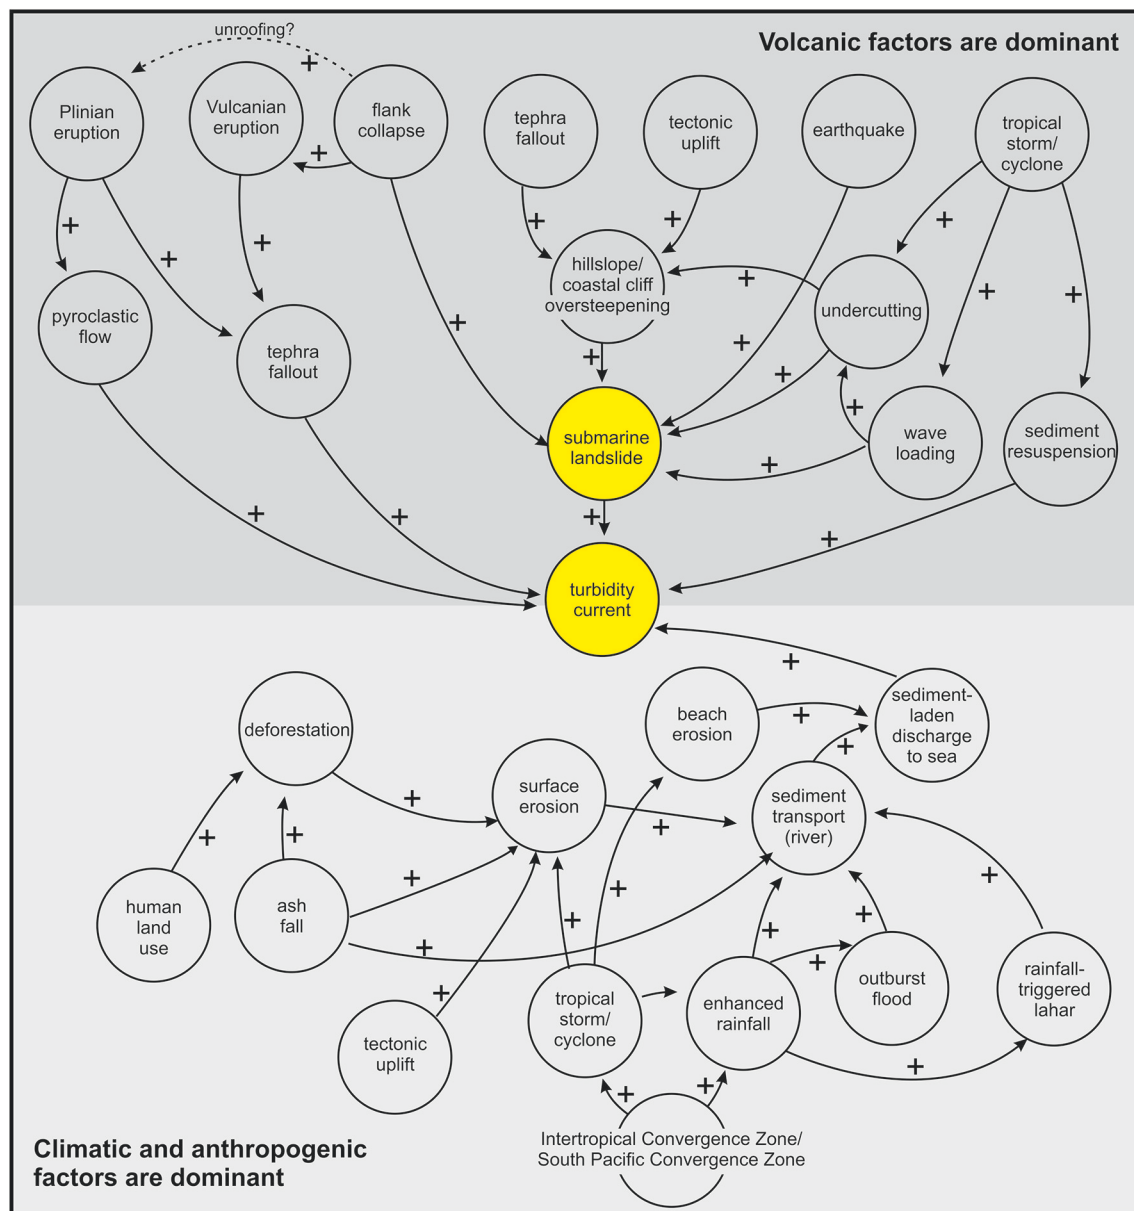 unroofing?
Volcanic factors are dominant
Plinian
eruption
Vulcanian
eruption
flank
collapse
tephra
fallout
tectonic
uplift
earthquake
tropical
storm/
cyclone
+
+
+
+
+
+
+
+
+
+
+
pyroclastic
flow
tephra
fallout
hillslope/
coastal cliff
oversteepening
undercutting
+
+
+
+
+
+
+
submarine
landslide
wave
loading
sediment
resuspension
+
+
+
+
+
turbidity
current
+
deforestation
beach
erosion
sediment-
laden
discharge
to sea
+
+
surface
erosion
sediment
transport
(river)
+
+
+
+
+
+
+
human
land
use
ash
fall
+
+
+
+
+
+
+
tectonic
uplift
tropical
storm/
cyclone
enhanced
rainfall
outburst
flood
rainfall-
triggered
lahar
+
+
+
Intertropical Convergence Zone/
South Pacific Convergence Zone
Climatic and anthropogenic
factors are dominant